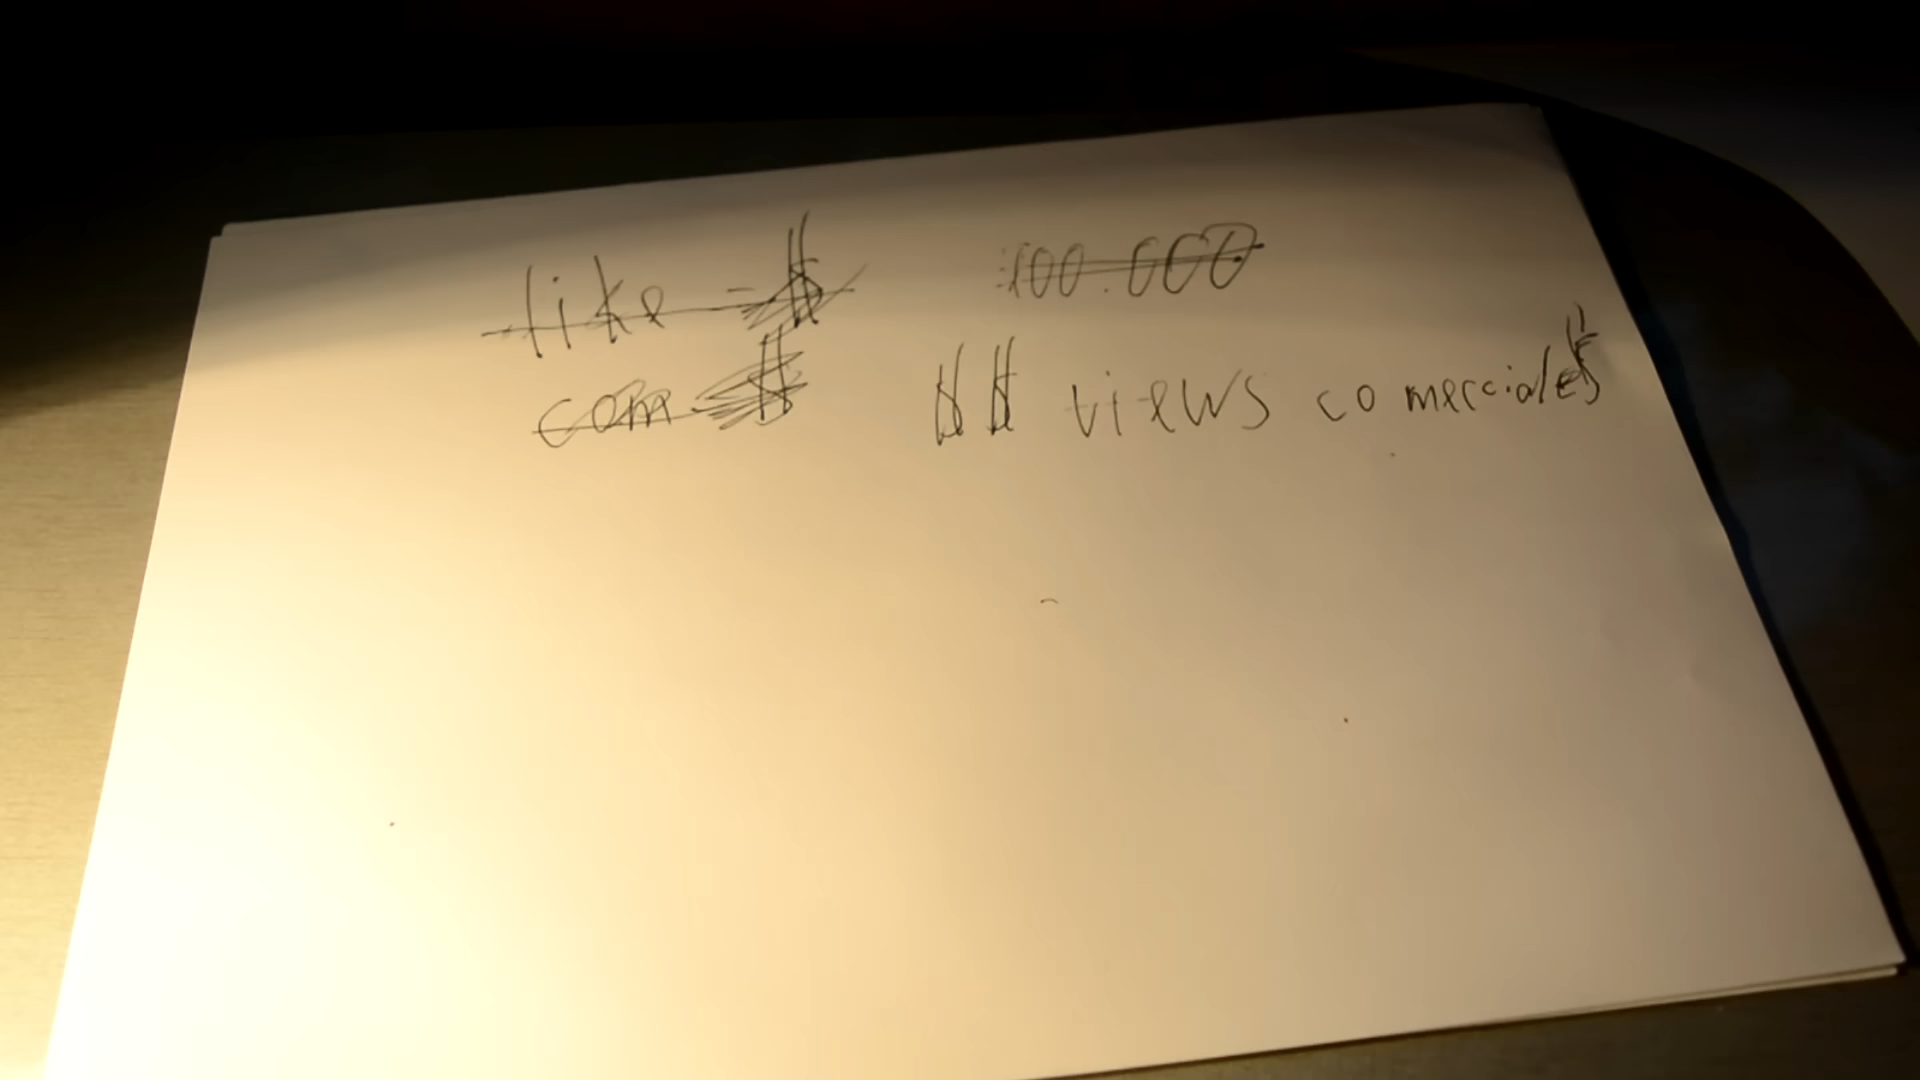 like = $ 100.000
com = $ $$ views comerciales $